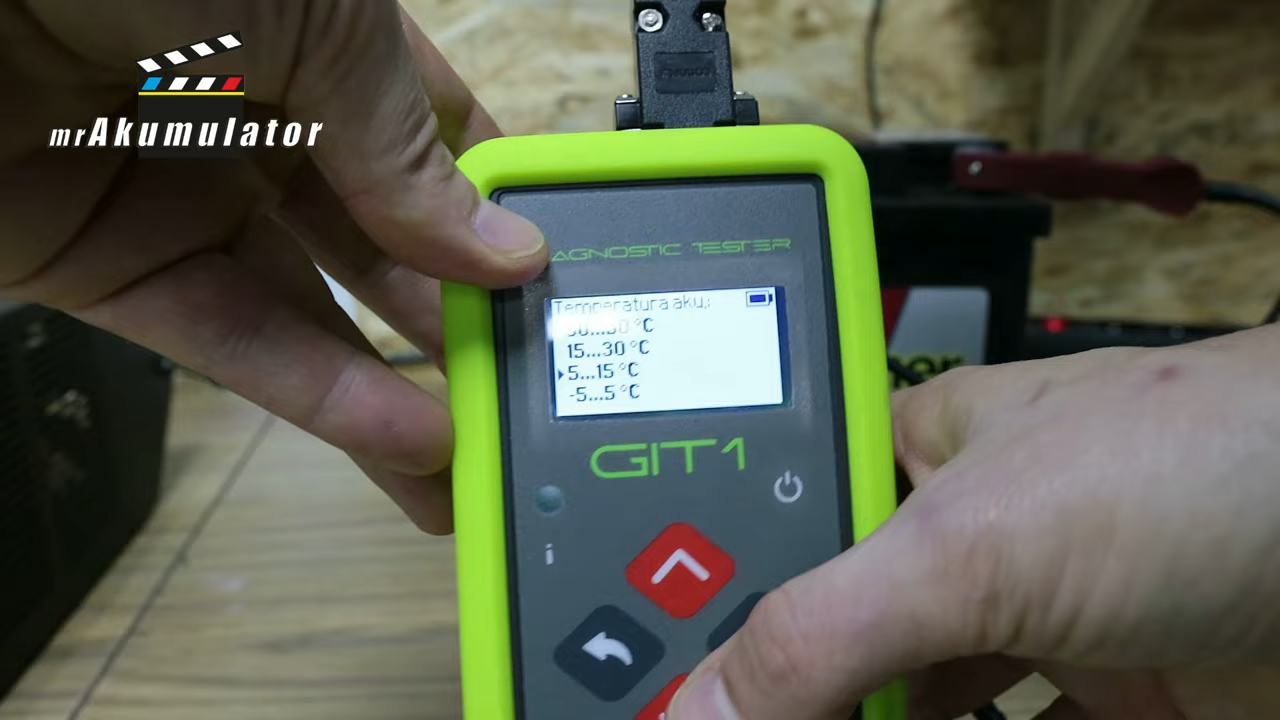 mrAkumulator
AGNOSTIC TESTER
Temperatura aku.:
15...30 °C
5...15 °C
-5...5 °C
GIT1
i